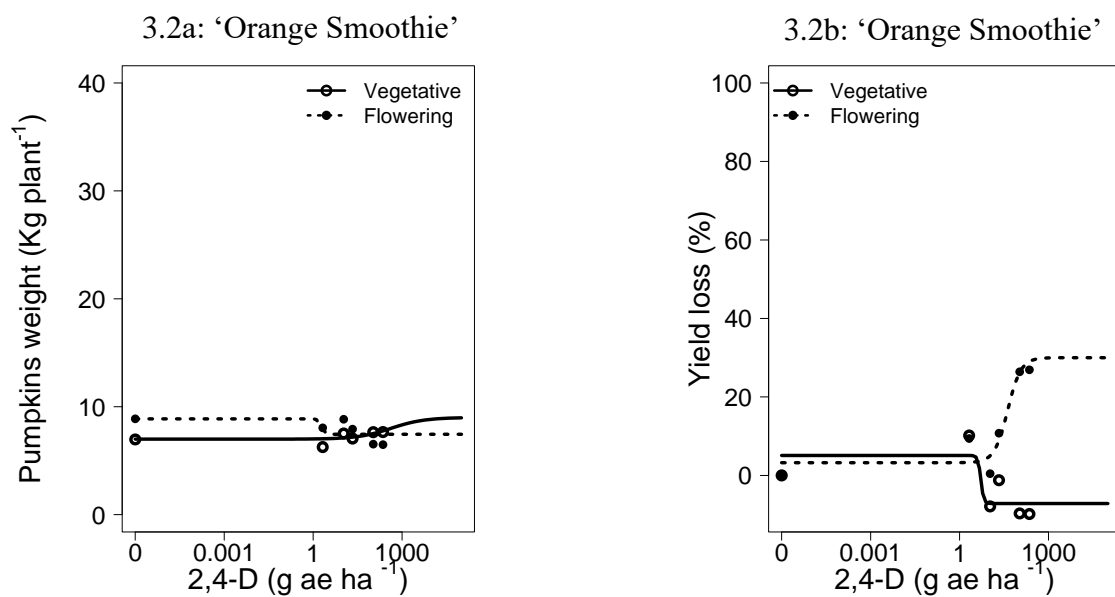 3.2a: ‘Orange Smoothie’
Pumpkins weight (Kg plant-1)
40
30
20
10
0
Vegetative
Flowering
0 0.001 1 1000
2,4-D (g ae ha -1)
3.2b: ‘Orange Smoothie’
Yield loss (%)
100
80
60
40
20
0
Vegetative
Flowering
0 0.001 1 1000
2,4-D (g ae ha -1)